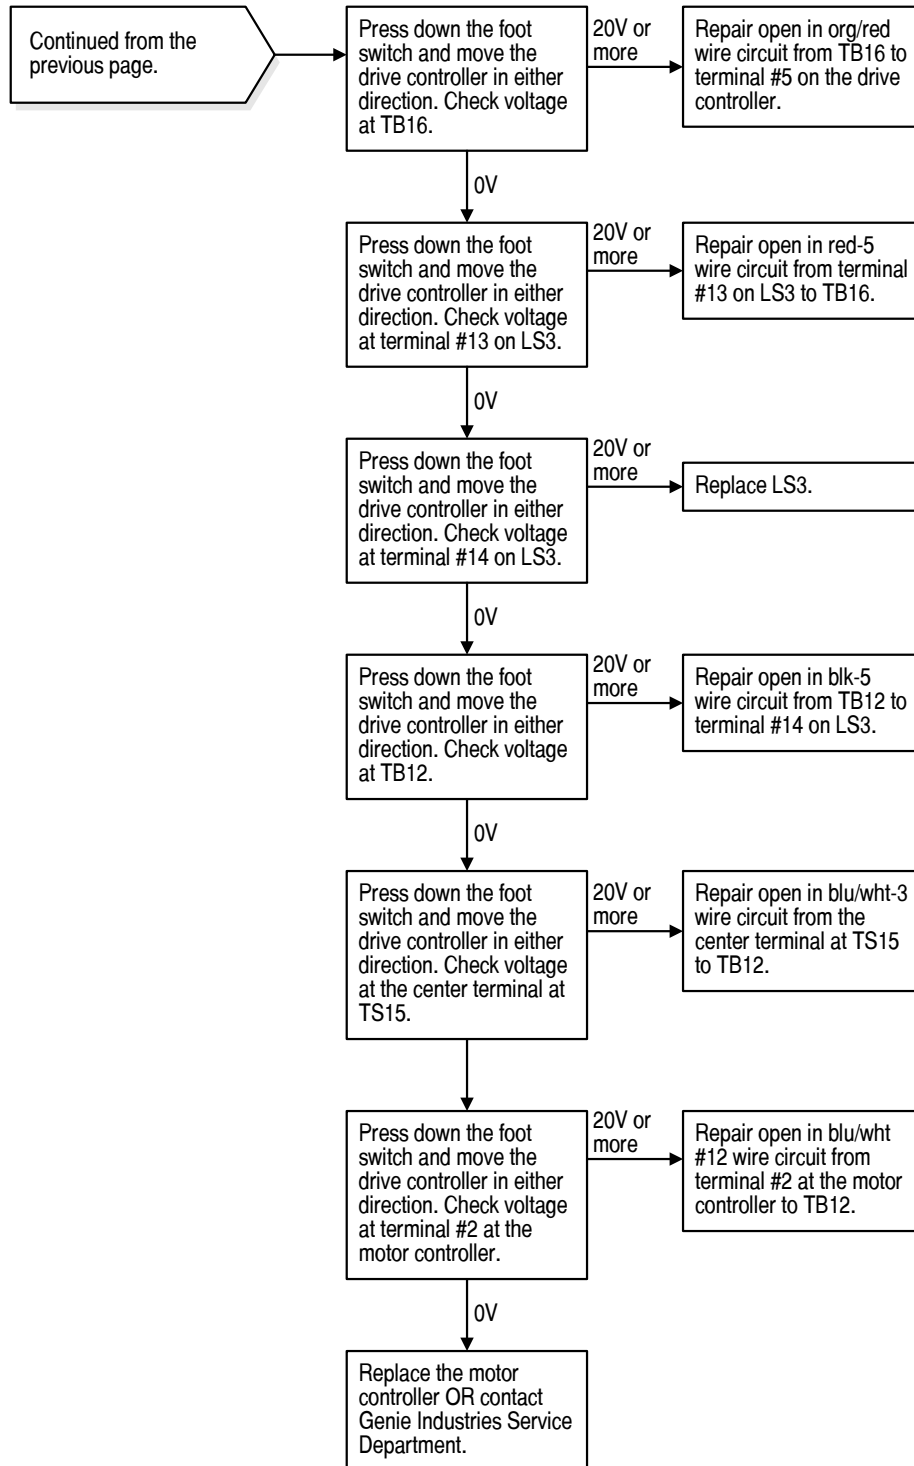 Continued from the
previous page.
Press down the foot
switch and move the
drive controller in either
direction. Check voltage
at TB16.
20V or
more
Repair open in org/red
wire circuit from TB16 to
terminal #5 on the drive
controller.
0V
Press down the foot
switch and move the
drive controller in either
direction. Check voltage
at terminal #13 on LS3.
20V or
more
Repair open in red-5
wire circuit from terminal
#13 on LS3 to TB16.
0V
Press down the foot
switch and move the
drive controller in either
direction. Check voltage
at terminal #14 on LS3.
20V or
more
Replace LS3.
0V
Press down the foot
switch and move the
drive controller in either
direction. Check voltage
at TB12.
20V or
more
Repair open in blk-5
wire circuit from TB12 to
terminal #14 on LS3.
0V
Press down the foot
switch and move the
drive controller in either
direction. Check voltage
at the center terminal at
TS15.
20V or
more
Repair open in blu/wht-3
wire circuit from the
center terminal at TS15
to TB12.
Press down the foot
switch and move the
drive controller in either
direction. Check voltage
at terminal #2 at the
motor controller.
20V or
more
Repair open in blu/wht
#12 wire circuit from
terminal #2 at the motor
controller to TB12.
0V
Replace the motor
controller OR contact
Genie Industries Service
Department.